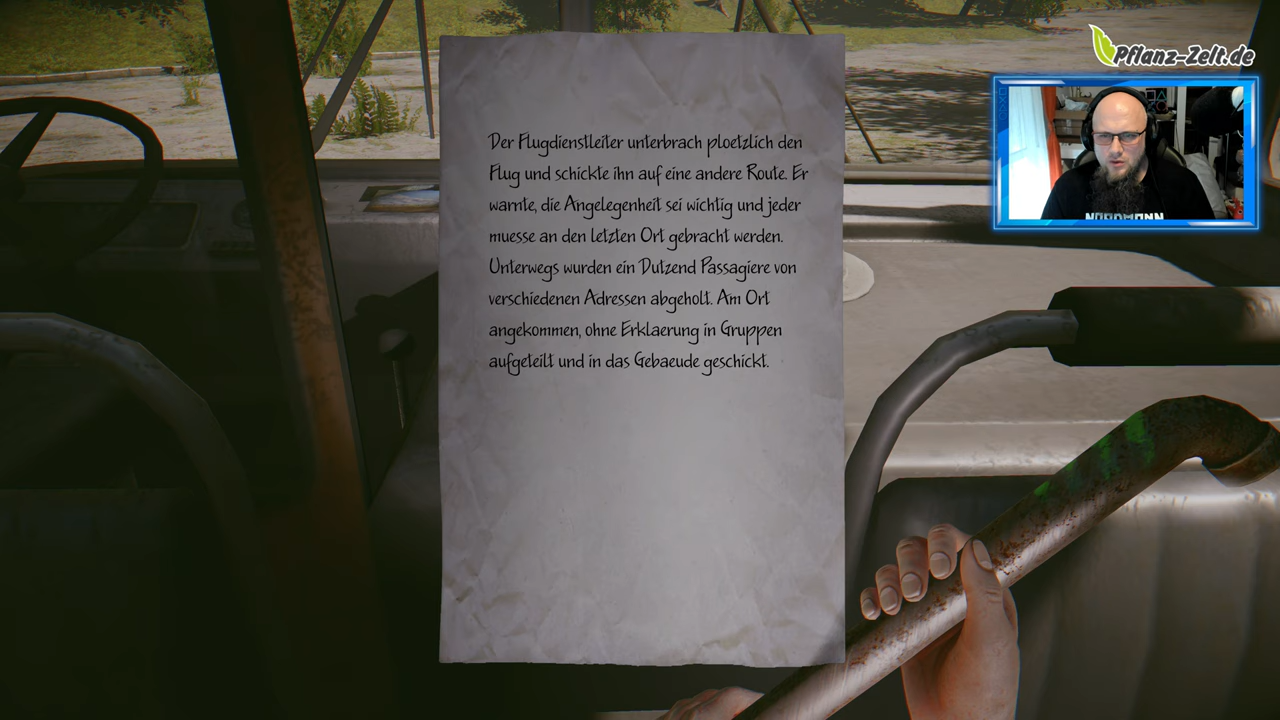 Pflanz-Zelt.de
Der Flugdienstleiter unterbrach ploetzlich den
Flug und schickte ihn auf eine andere Route. Er
warnte, die Angelegenheit sei wichtig und jeder
muesse an den letzten Ort gebracht werden.
Unterwegs wurden ein Dutzend Passagiere von
verschiedenen Adressen abgeholt. Am Ort
angekommen, ohne Erklaerung in Gruppen
aufgeteilt und in das Gebaeude geschickt.